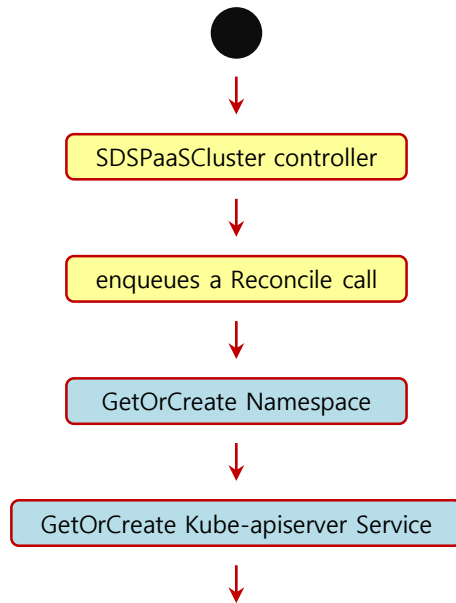 SDSPaaSCluster controller
enqueues a Reconcile call
GetOrCreate Namespace
GetOrCreate Kube-apiserver Service